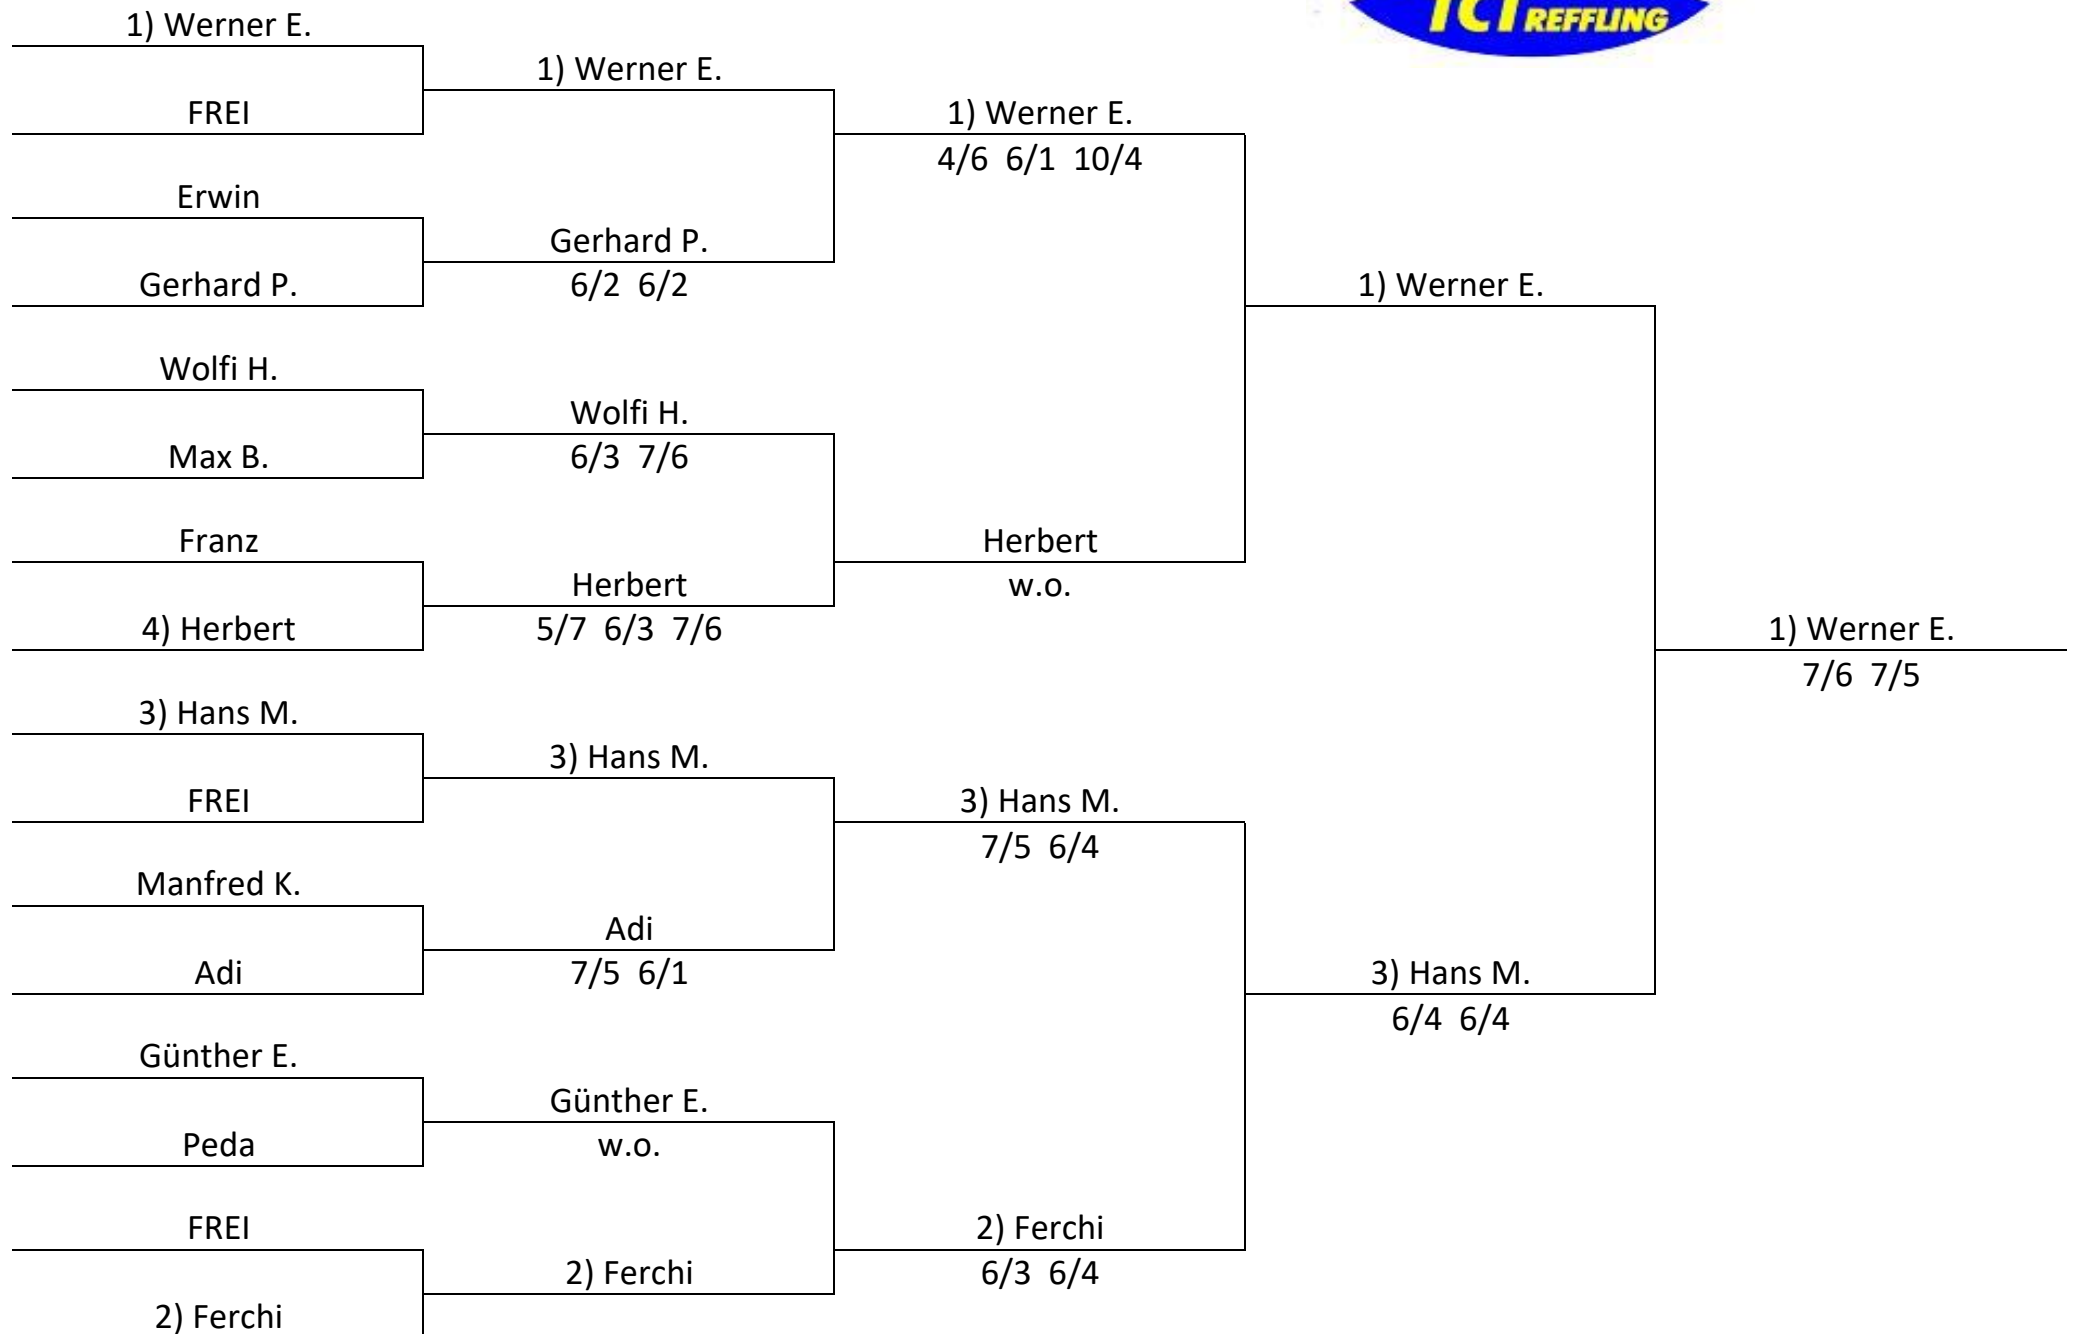 TCT REFFLING
1) Werner E.
FREI
Erwin
Gerhard P.
Wolfi H.
Max B.
Franz
4) Herbert
3) Hans M.
FREI
Manfred K.
Adi
Günther E.
Peda
FREI
2) Ferchi
1) Werner E.
Gerhard P.
6/2 6/2
Wolfi H.
6/3 7/6
Herbert
5/7 6/3 7/6
3) Hans M.
Adi
7/5 6/1
Günther E.
w.o.
2) Ferchi
1) Werner E.
4/6 6/1 10/4
Herbert
w.o.
3) Hans M.
7/5 6/4
2) Ferchi
6/3 6/4
1) Werner E.
3) Hans M.
6/4 6/4
1) Werner E.
7/6 7/5